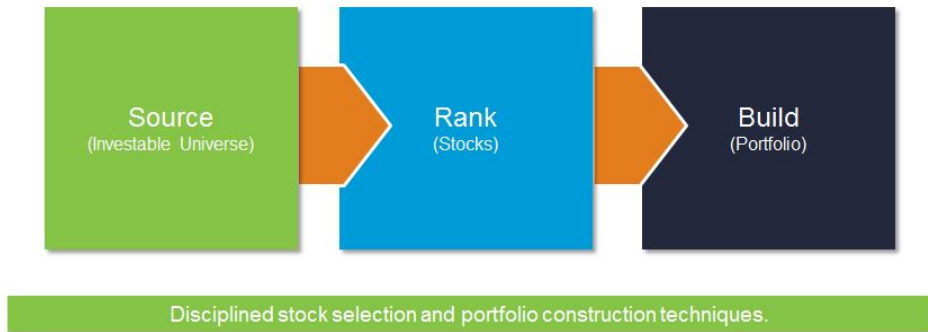 Source
(Investable Universe)
Rank
(Stocks)
Build
(Portfolio)
Disciplined stock selection and portfolio construction techniques.